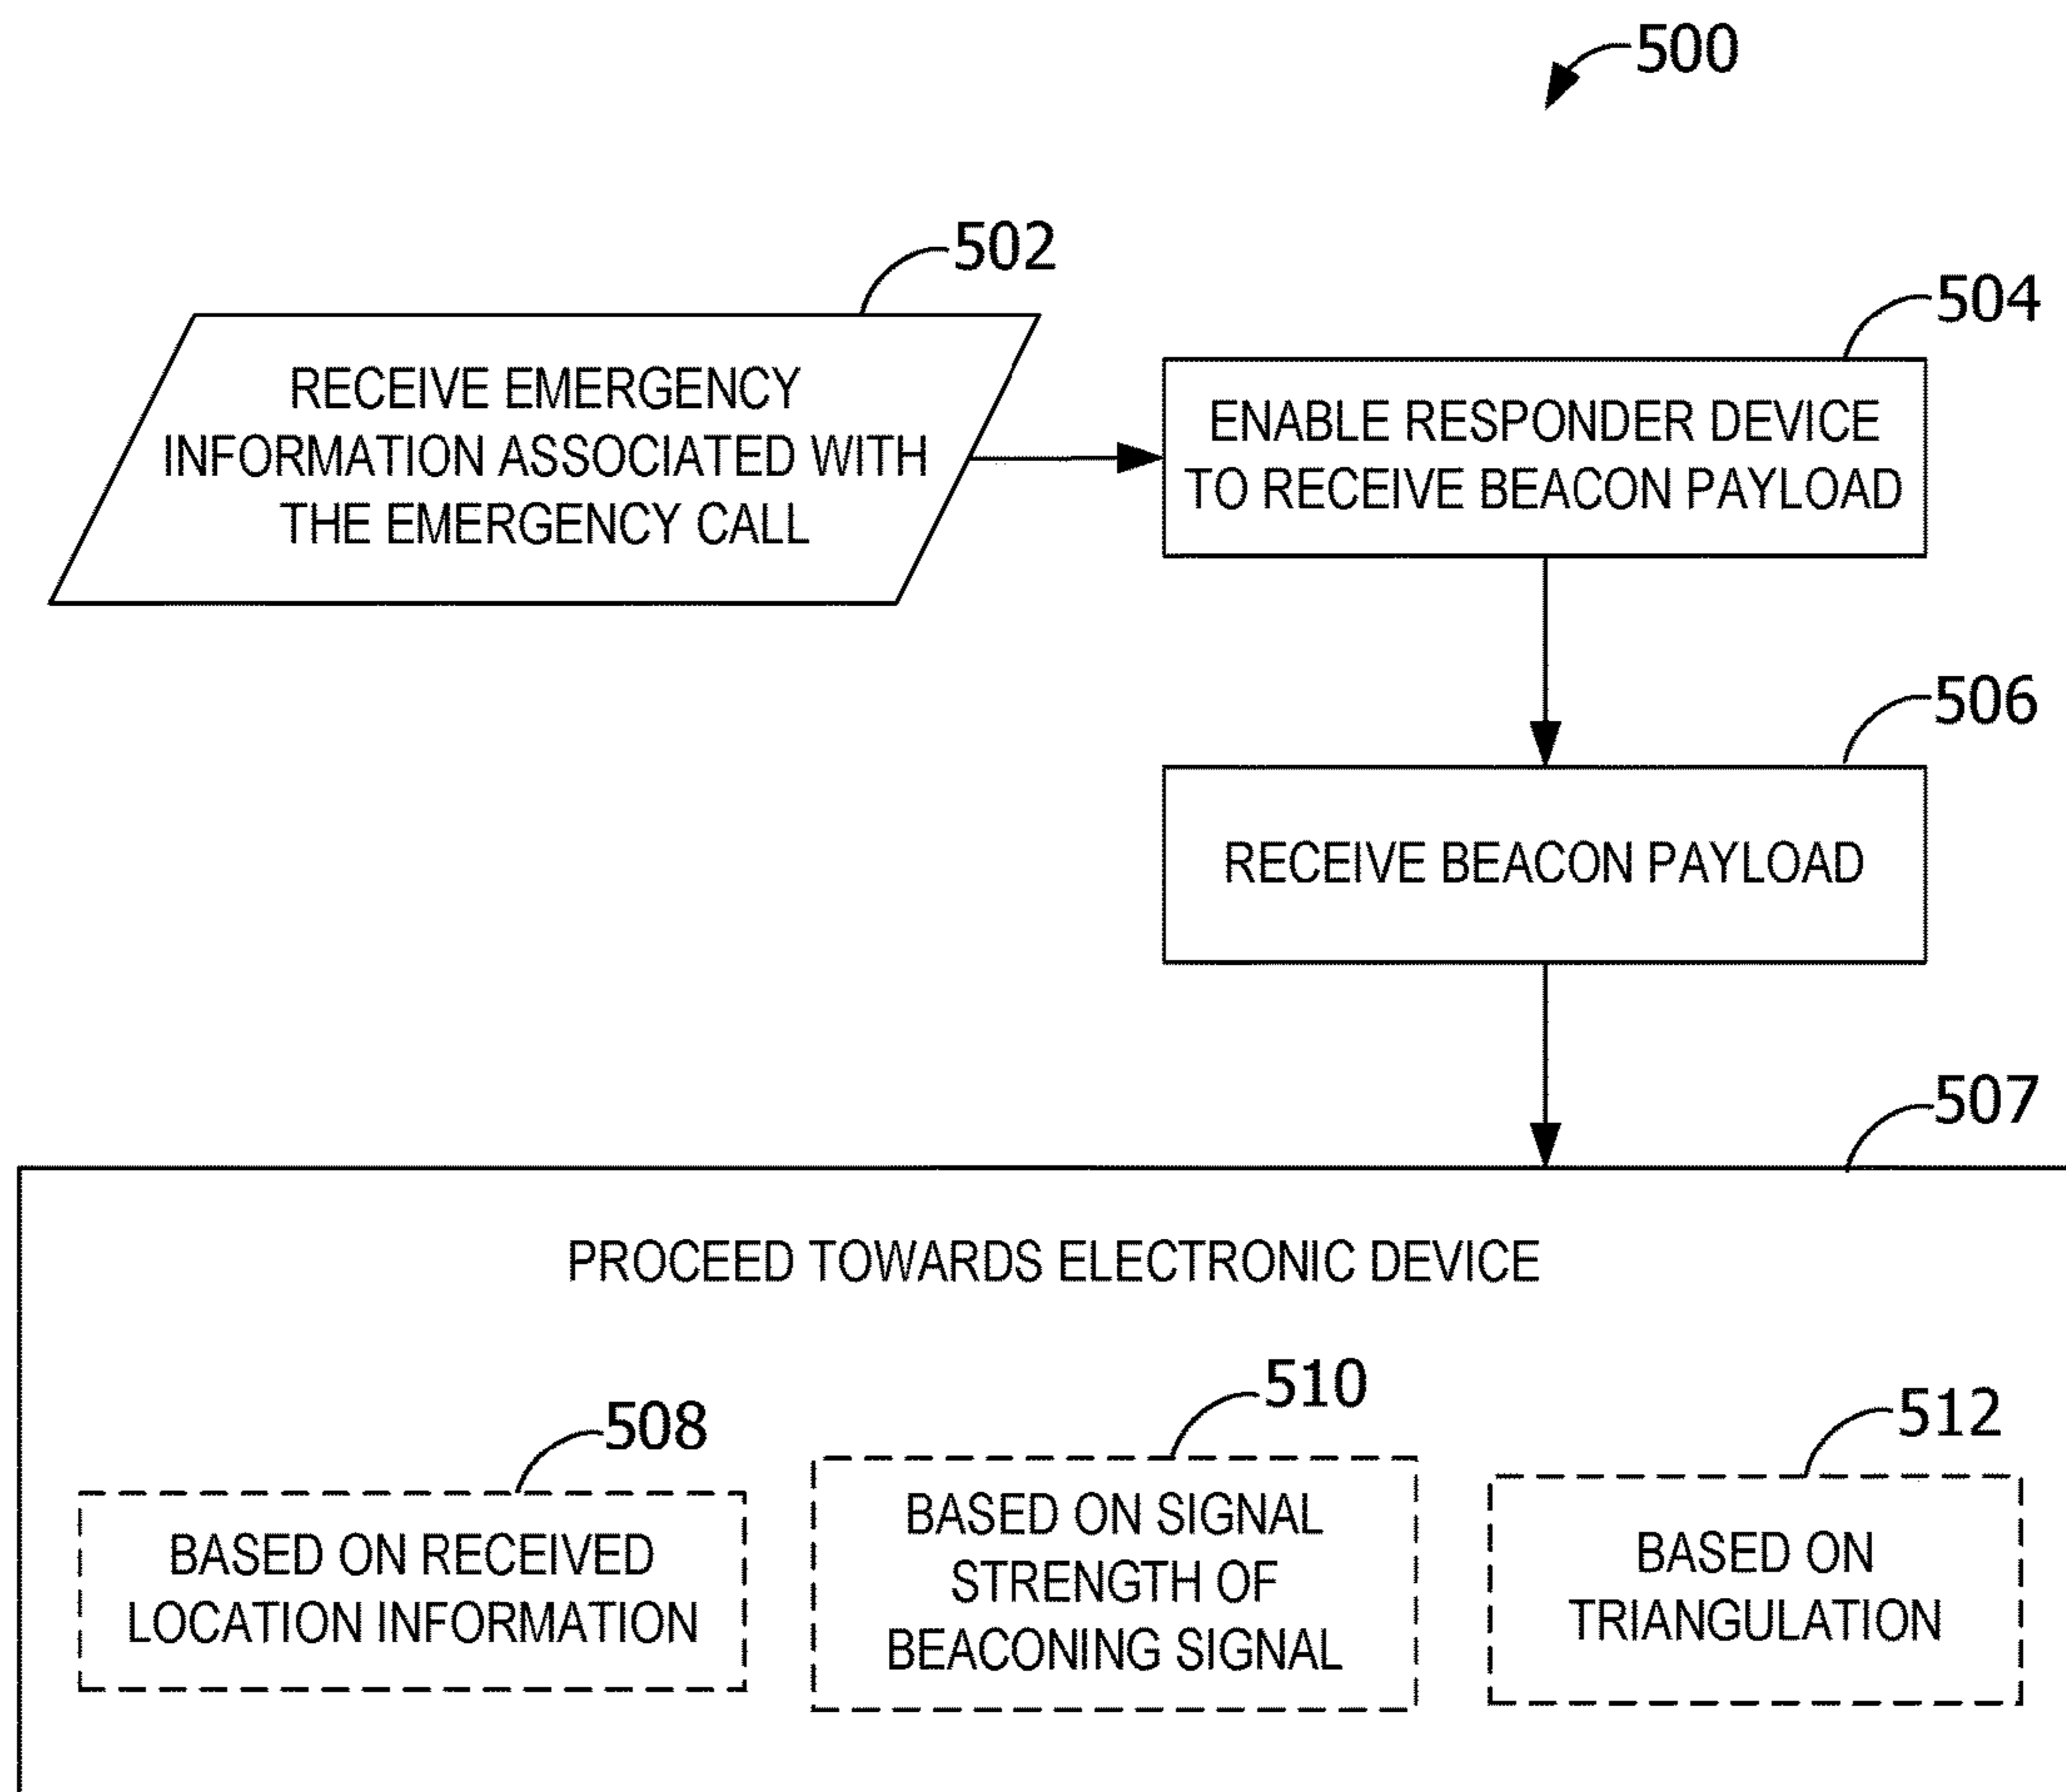 500
502
RECEIVE EMERGENCY
INFORMATION ASSOCIATED WITH
THE EMERGENCY CALL
504
ENABLE RESPONDER DEVICE
TO RECEIVE BEACON PAYLOAD
506
RECEIVE BEACON PAYLOAD
507
PROCEED TOWARDS ELECTRONIC DEVICE
508
BASED ON RECEIVED
LOCATION INFORMATION
510
BASED ON SIGNAL
STRENGTH OF
BEACONING SIGNAL
512
BASED ON
TRIANGULATION